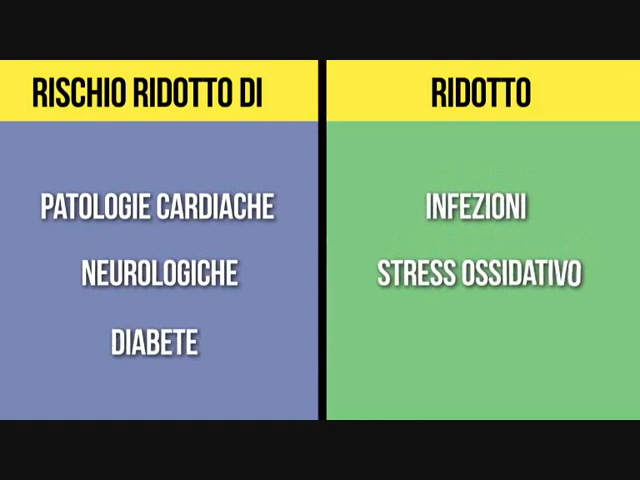 RISCHIO RIDOTTO DI
PATOLOGIE CARDIACHE
NEUROLOGICHE
DIABETE
RIDOTTO
INFEZIONI
STRESS OSSIDATIVO